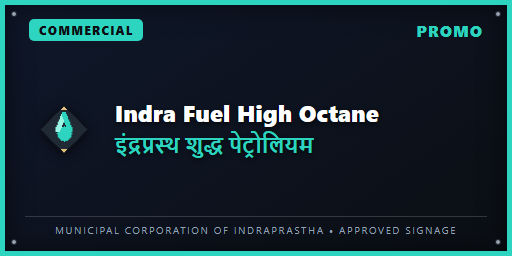 COMMERCIAL
PROMO
Indra Fuel High Octane
इंद्रप्रस्थ शुद्ध पेट्रोलियम
MUNICIPAL CORPORATION OF INDRAPRASTHA • APPROVED SIGNAGE